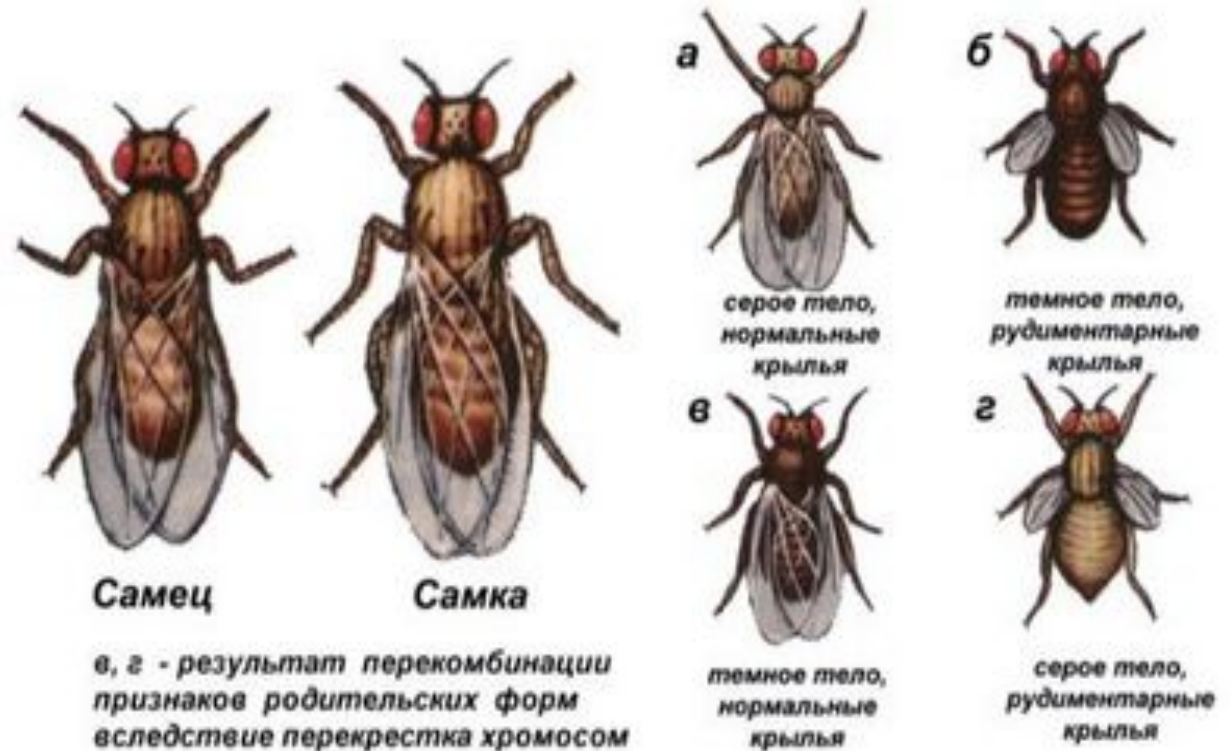 а
серое тело,
нормальные
крылья
б
темное тело,
рудиментарные
крылья
в
темное тело,
нормальные
крылья
г
серое тело,
рудиментарные
крылья
Самец
Самка
в, г - результат перекомбинации
признаков родительских форм
вследствие перекрестка хромосом